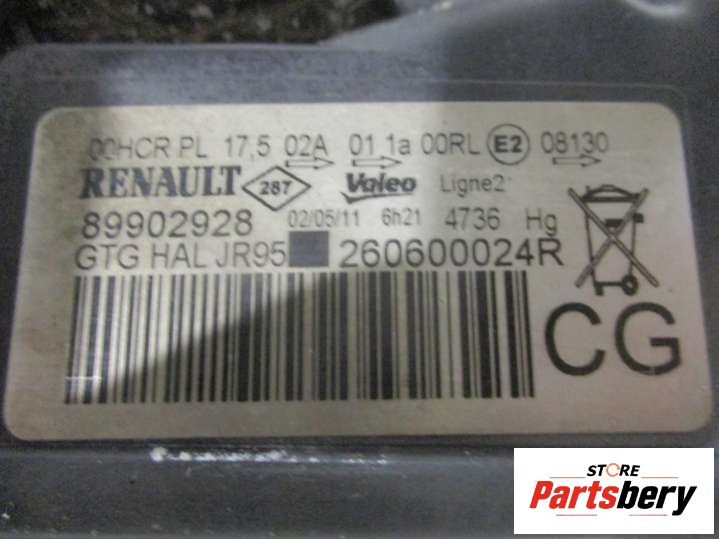 00HCR PL 17,5 02A 01 1a 00RL E2 08130
RENAULT 287 Valeo Ligne2
89902928 02/05/11 6h21 4736 Hg
GTG HAL JR95 260600024R
CG
STORE
Partsbery